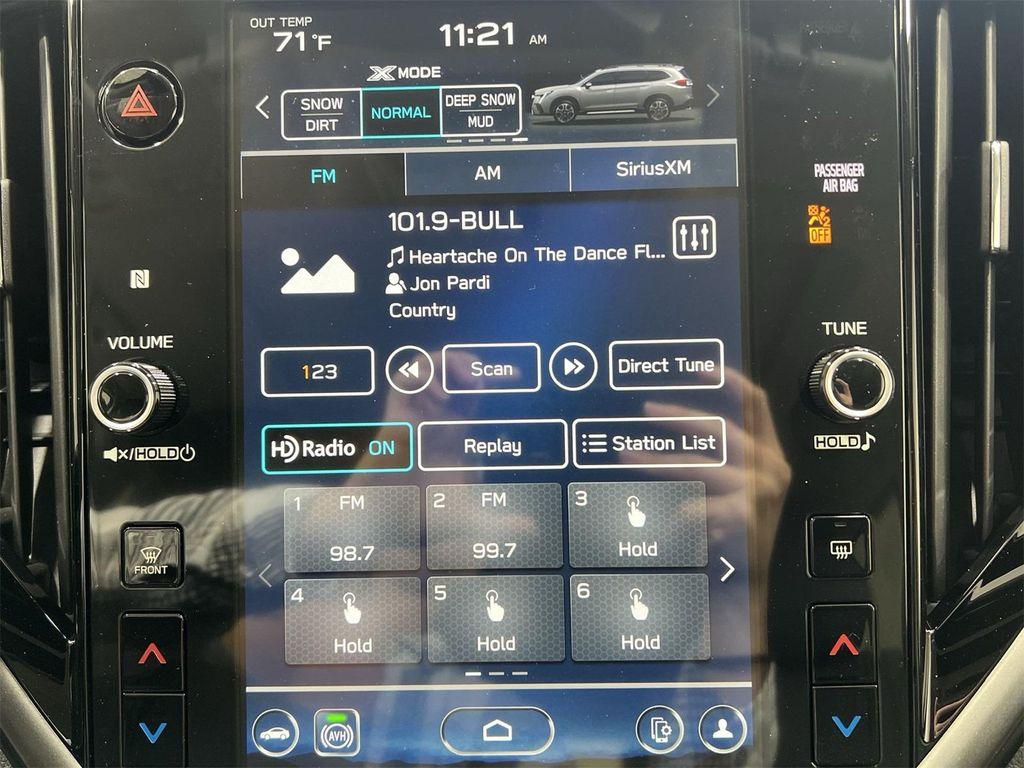 OUT TEMP
71°F
11:21 AM
X MODE
SNOW
DIRT
NORMAL
DEEP SNOW
MUD
FM
AM
SiriusXM
PASSENGER
AIR BAG
OFF
101.9-BULL
Heartache On The Dance Fl...
Jon Pardi
Country
N
VOLUME
TUNE
123
Scan
Direct Tune
HD Radio ON
Replay
Station List
HOLD
HOLD
1 FM
98.7
2 FM
99.7
3
Hold
FRONT
4
Hold
5
Hold
6
Hold
AVH